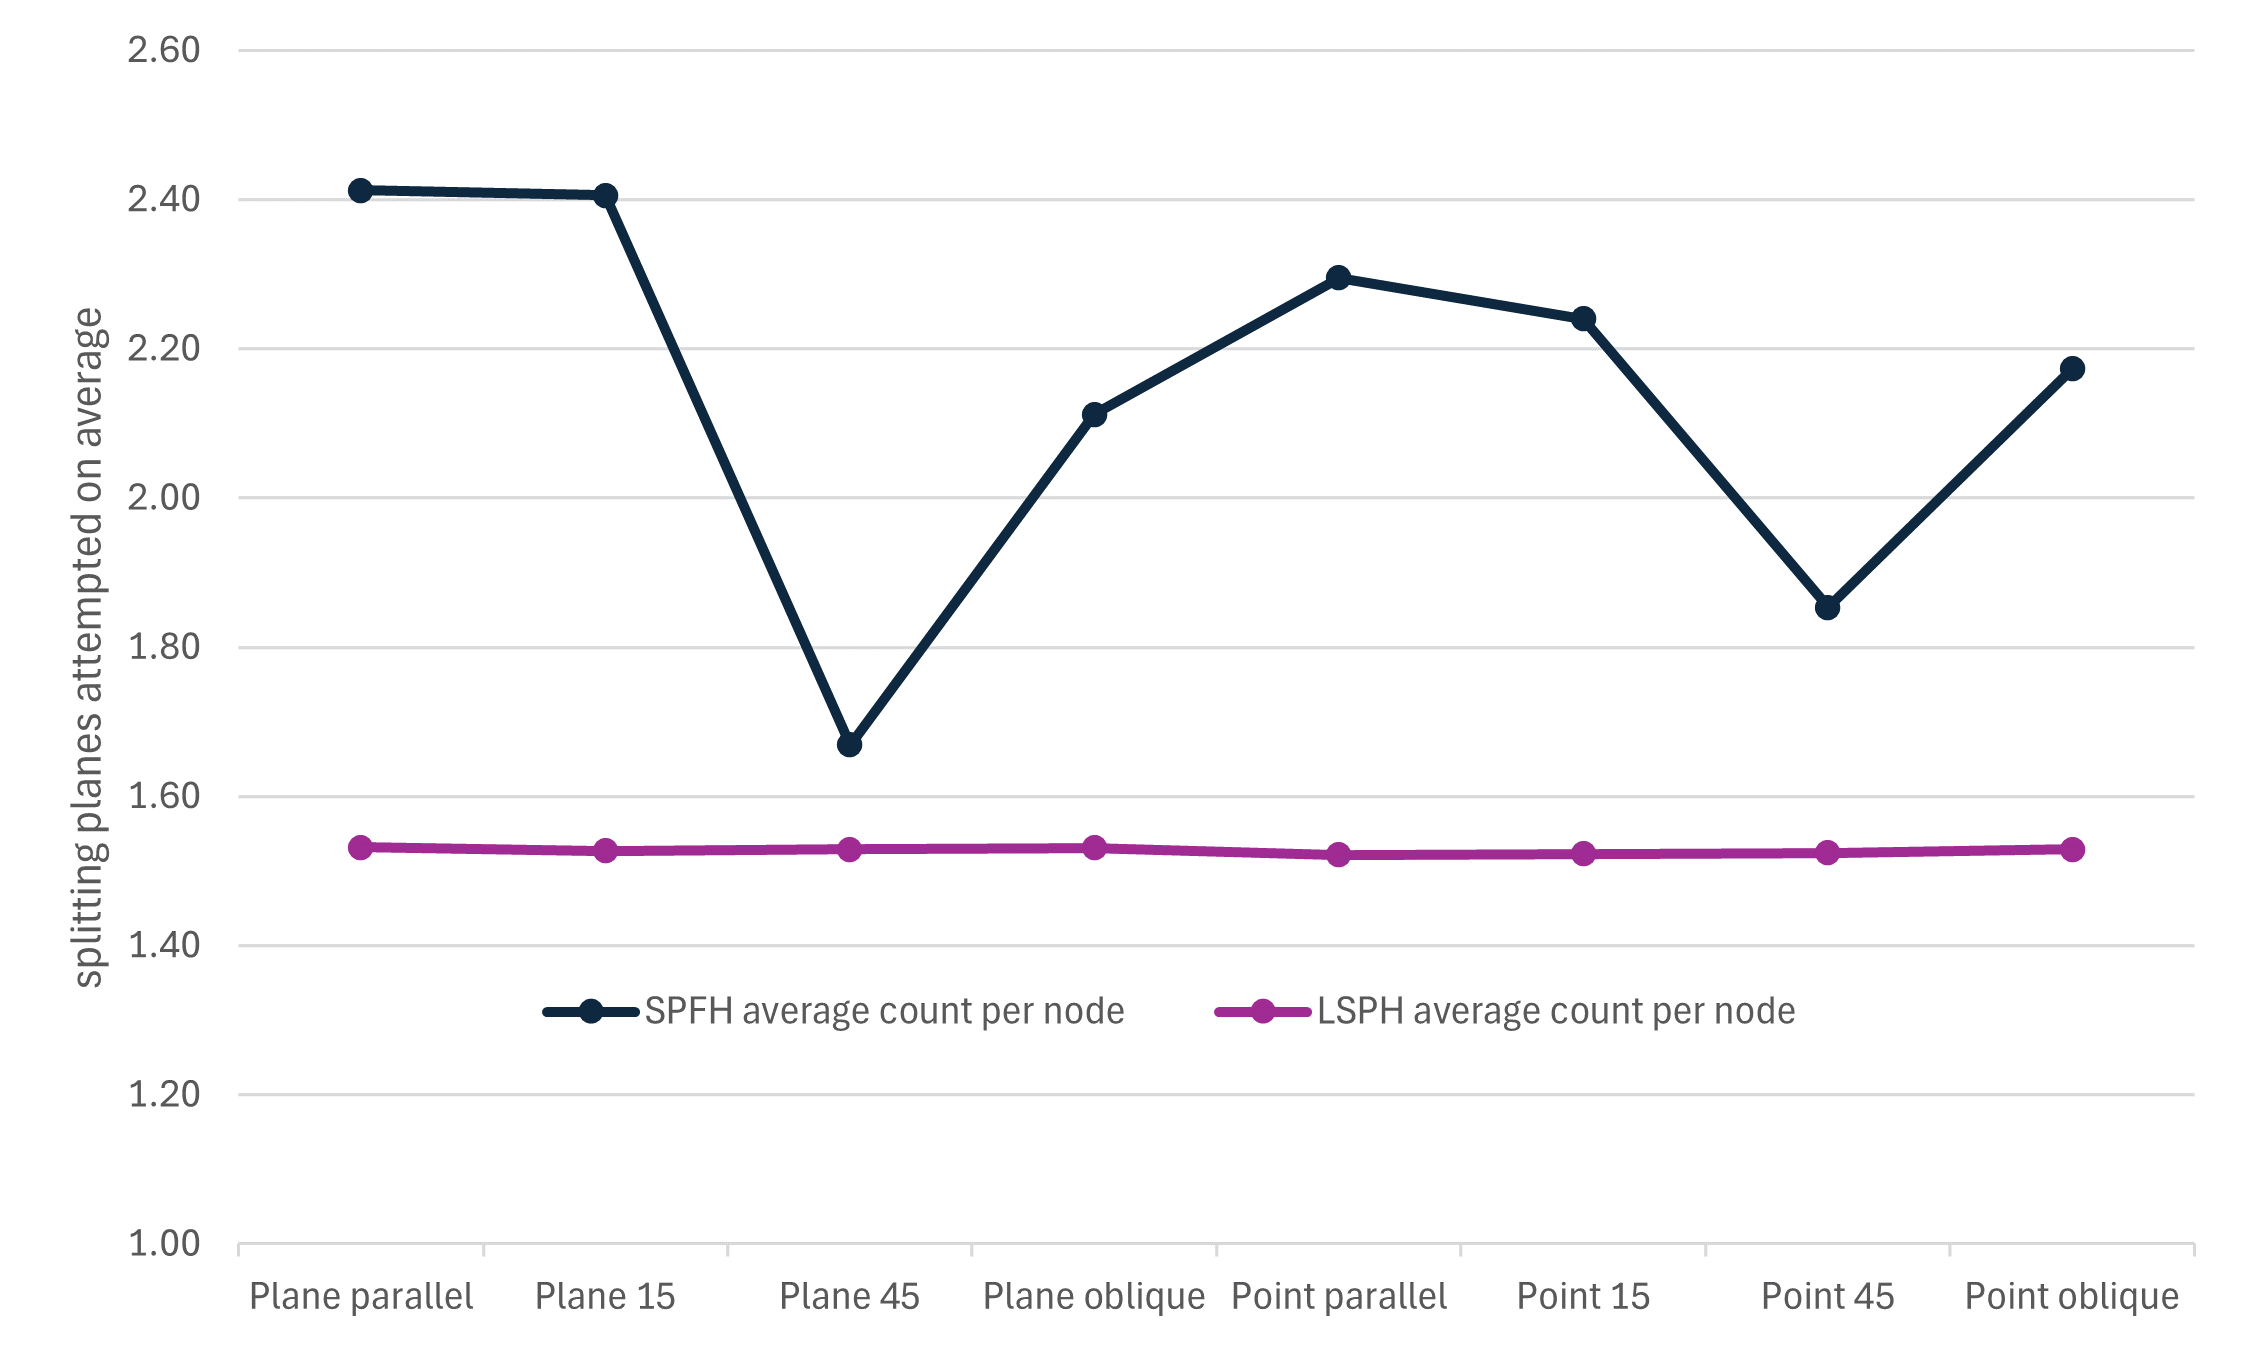 2.60
2.40
2.20
2.00
1.80
1.60
1.40
1.20
1.00
splitting planes attempted on average
SPFH average count per node
LSPH average count per node
Plane parallel
Plane 15
Plane 45
Plane oblique
Point parallel
Point 15
Point 45
Point oblique